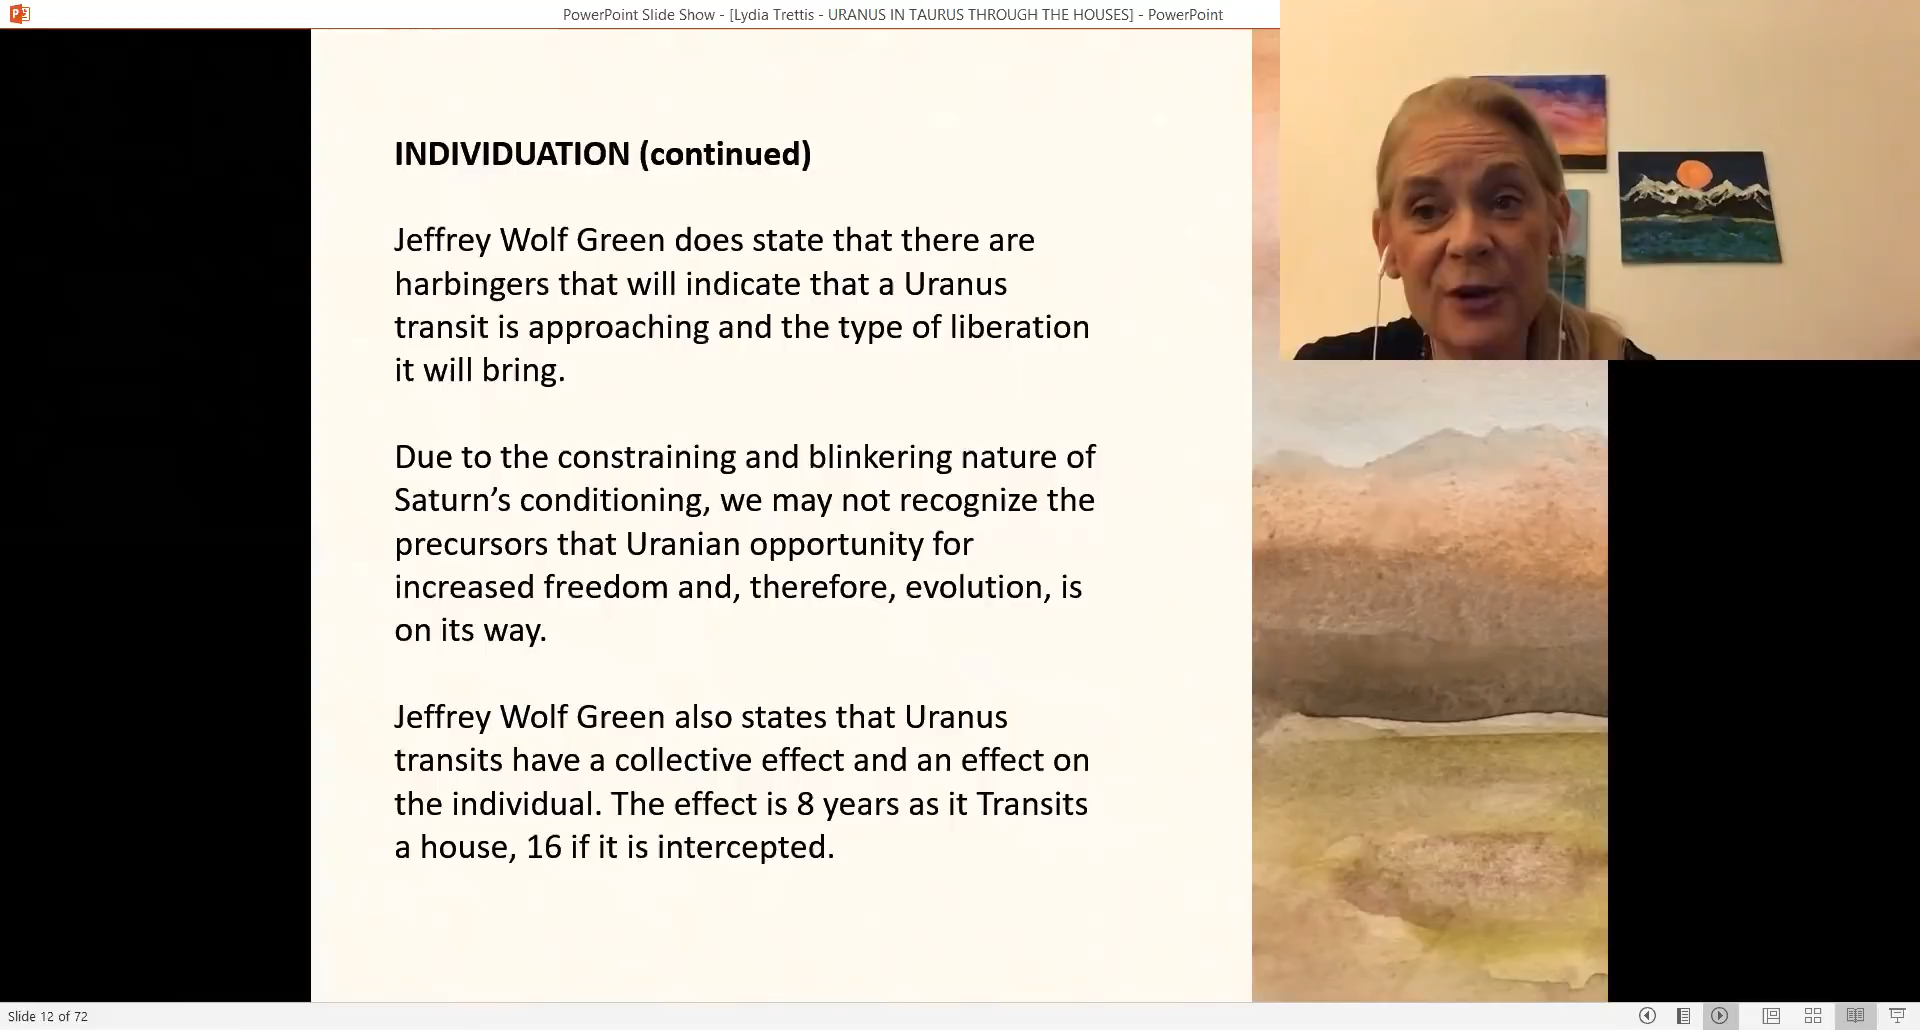 PowerPoint Slide Show - [Lydia Trettis - URANUS IN TAURUS THROUGH THE HOUSES] - PowerPoint
INDIVIDUATION (continued)
Jeffrey Wolf Green does state that there are
harbingers that will indicate that a Uranus
transit is approaching and the type of liberation
it will bring.
Due to the constraining and blinkering nature of
Saturn’s conditioning, we may not recognize the
precursors that Uranian opportunity for
increased freedom and, therefore, evolution, is
on its way.
Jeffrey Wolf Green also states that Uranus
transits have a collective effect and an effect on
the individual. The effect is 8 years as it Transits
a house, 16 if it is intercepted.
Slide 12 of 72